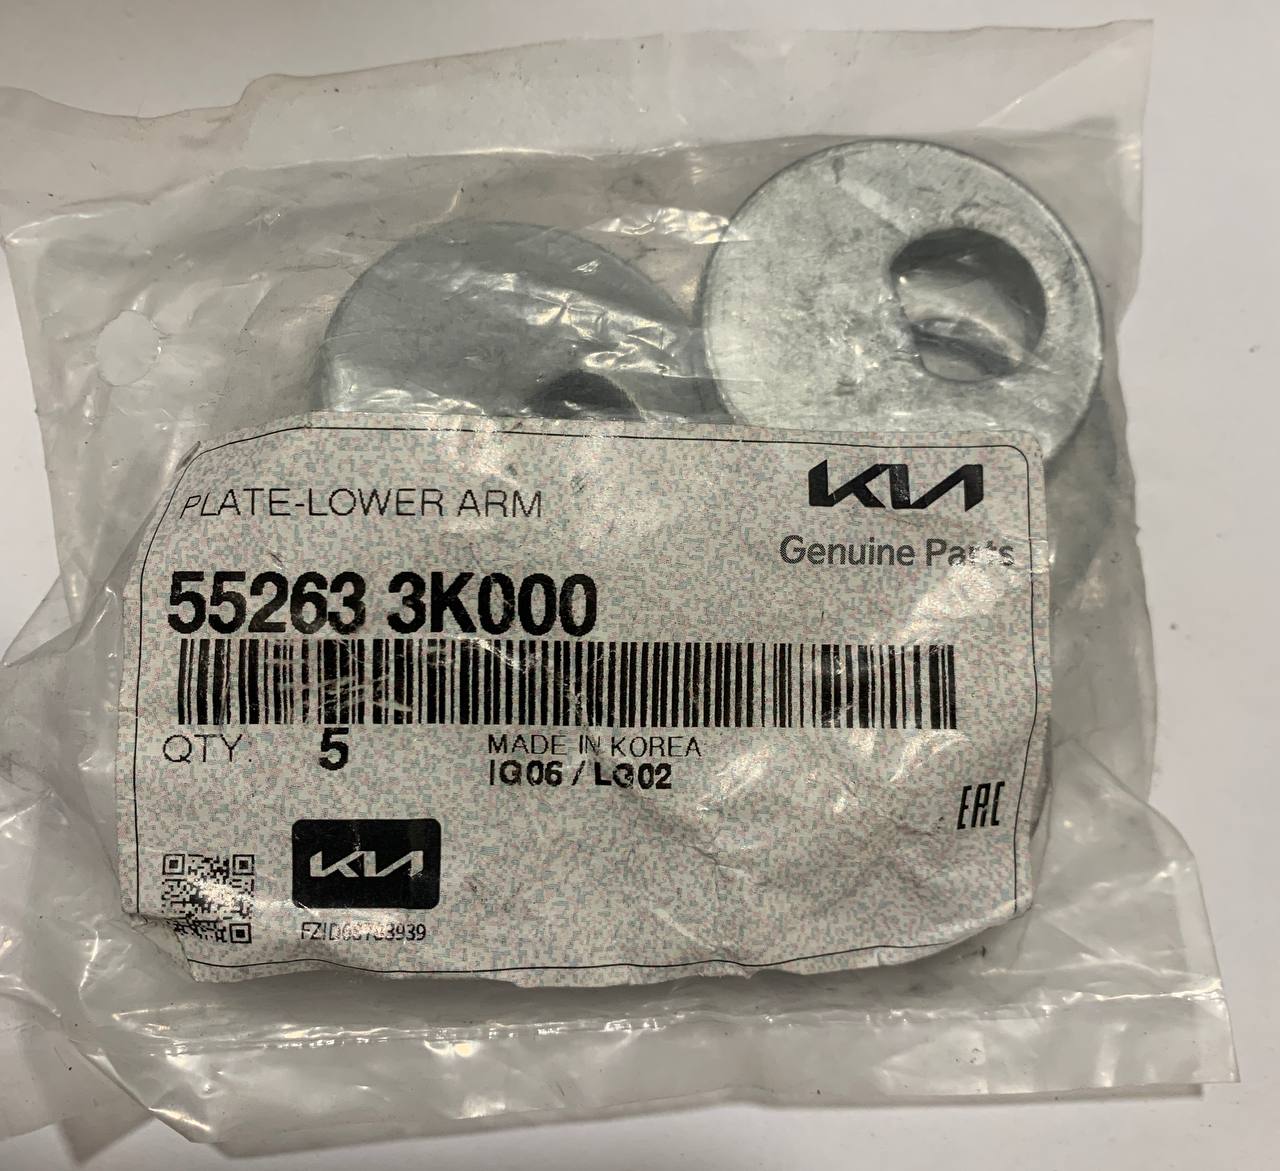 PLATE-LOWER ARM
KIA
Genuine Parts
55263 3K000
QTY: 5
MADE IN KOREA
IG06 / LG02
EAC
KIA